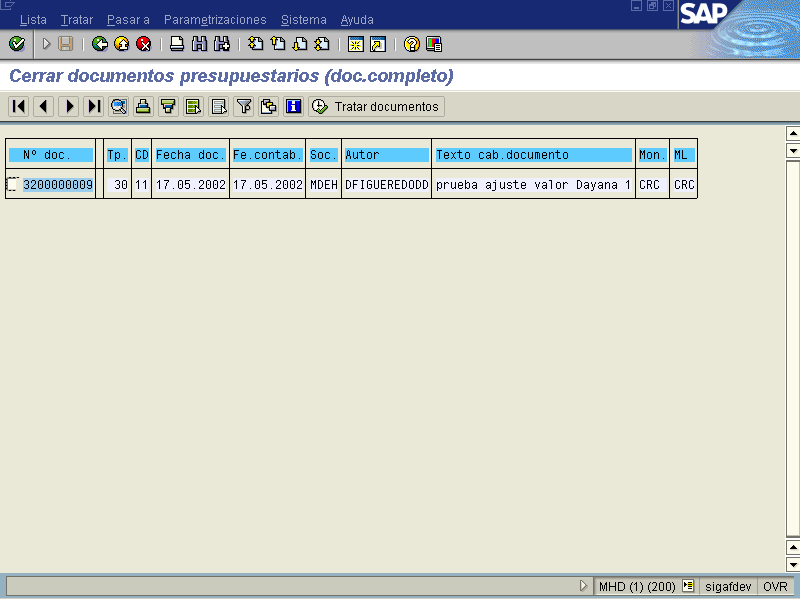 Lista Tratar Pasar a Parametrizaciones Sistema Ayuda
SAP
Cerrar documentos presupuestarios (doc.completo)
Tratar documentos
Nº doc. Tp. CD Fecha doc. Fe.contab. Soc. Autor Texto cab.documento Mon. ML
3200000009 30 11 17.05.2002 17.05.2002 MDEH DFIGUEREDODD prueba ajuste valor Dayana 1 CRC CRC
MHD (1) (200) sigafdev OVR